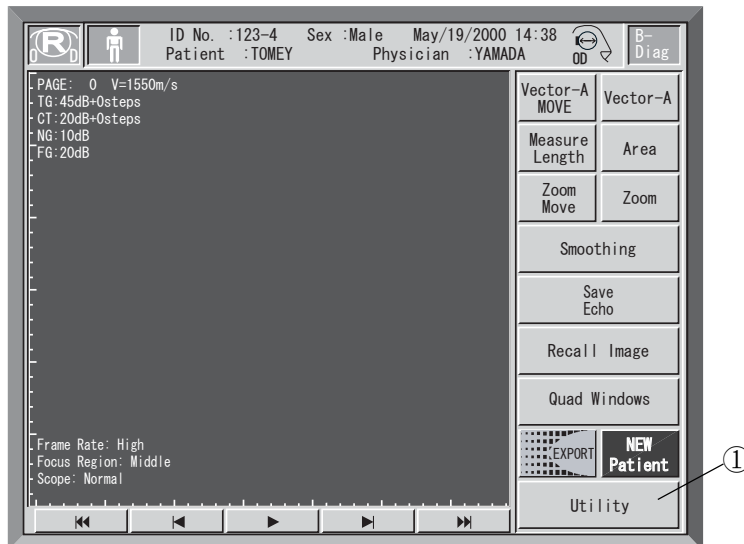 R
O D
ID No. :123-4 Sex :Male May/19/2000 14:38
Patient :TOMEY Physician :YAMADA
OD
B-
Diag
PAGE: 0 V=1550m/s
TG:45dB+0steps
CT:20dB+0steps
NG:10dB
FG:20dB
Frame Rate: High
Focus Region: Middle
Scope: Normal
Vector-A
MOVE
Vector-A
Measure
Length
Area
Zoom
Move
Zoom
Smoothing
Save
Echo
Recall Image
Quad Windows
EXPORT
NEW
Patient
Utility
①